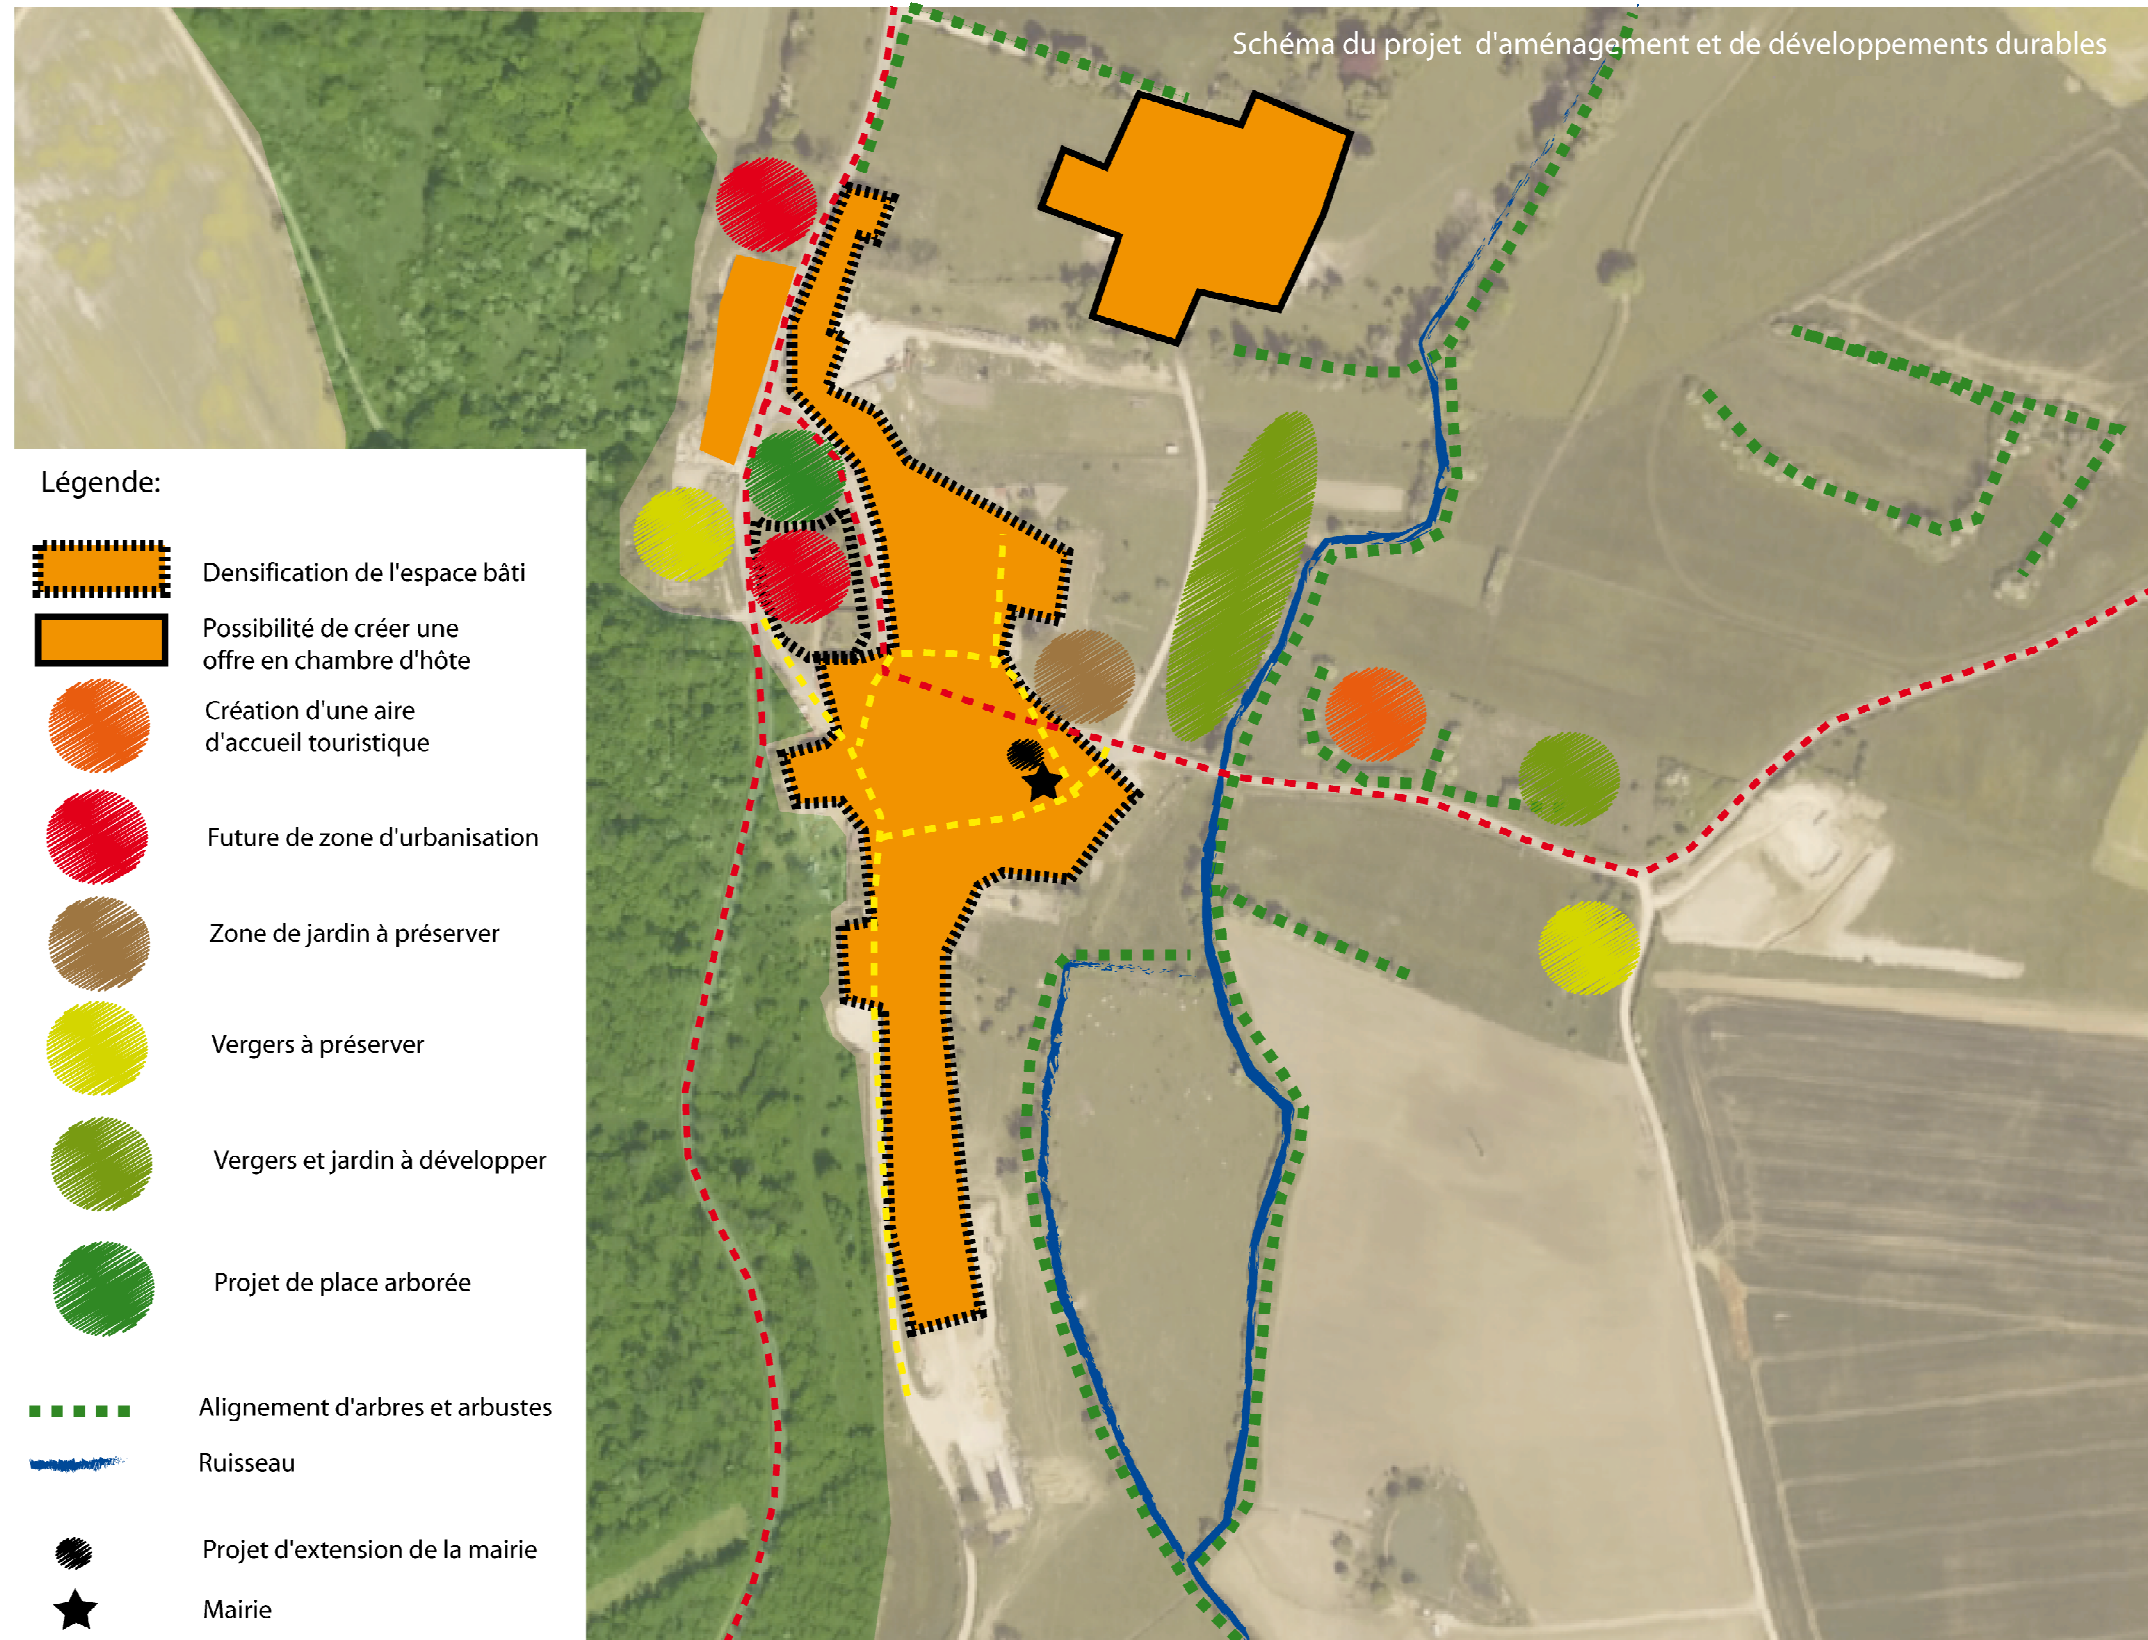 Schéma du projet d'aménagement et de développements durables
Légende:
Densification de l'espace bâti
Possibilité de créer une
offre en chambre d'hôte
Création d'une aire
d'accueil touristique
Future de zone d'urbanisation
Zone de jardin à préserver
Vergers à préserver
Vergers et jardin à développer
Projet de place arborée
Alignement d'arbres et arbustes
Ruisseau
Projet d'extension de la mairie
Mairie